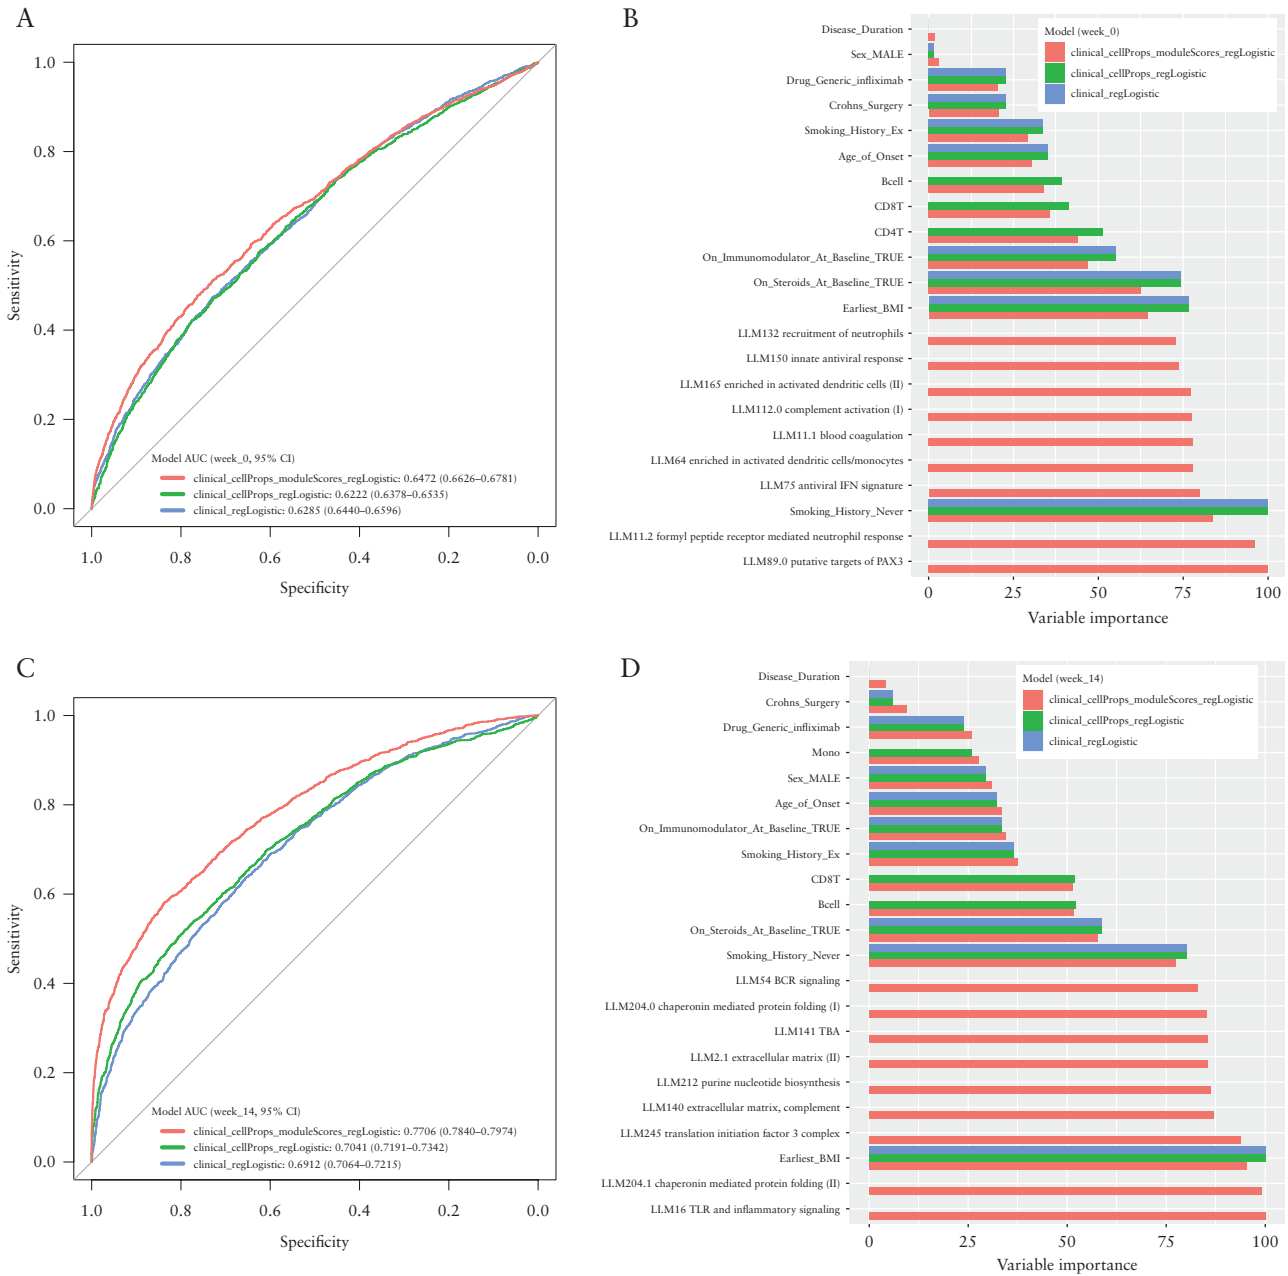 A
1.0
0.8
0.6
0.4
0.2
0.0
Sensitivity
Model AUC (week_0, 95% CI)
clinical_cellProps_moduleScores_regLogistic: 0.6472 (0.6626–0.6781)
clinical_cellProps_regLogistic: 0.6222 (0.6378–0.6535)
clinical_regLogistic: 0.6285 (0.6440–0.6596)
1.0 0.8 0.6 0.4 0.2 0.0
Specificity
B
Disease_Duration
Sex_MALE
Drug_Generic_infliximab
Crohns_Surgery
Smoking_History_Ex
Age_of_Onset
Bcell
CD8T
CD4T
On_Immunomodulator_At_Baseline_TRUE
On_Steroids_At_Baseline_TRUE
Earliest_BMI
LI.M132 recruitment of neutrophils
LI.M150 innate antiviral response
LI.M165 enriched in activated dendritic cells (II)
LI.M112.0 complement activation (I)
LI.M11.1 blood coagulation
LI.M64 enriched in activated dendritic cells/monocytes
LI.M75 antiviral IFN signature
Smoking_History_Never
LI.M11.2 formyl peptide receptor mediated neutrophil response
LI.M89.0 putative targets of PAX3
Model (week_0)
clinical_cellProps_moduleScores_regLogistic
clinical_cellProps_regLogistic
clinical_regLogistic
0 25 50 75 100
Variable importance
C
1.0
0.8
0.6
0.4
0.2
0.0
Sensitivity
Model AUC (week_14, 95% CI)
clinical_cellProps_moduleScores_regLogistic: 0.7706 (0.7840–0.7974)
clinical_cellProps_regLogistic: 0.7041 (0.7191–0.7342)
clinical_regLogistic: 0.6912 (0.7064–0.7215)
1.0 0.8 0.6 0.4 0.2 0.0
Specificity
D
Disease_Duration
Crohns_Surgery
Drug_Generic_infliximab
Mono
Sex_MALE
Age_of_Onset
On_Immunomodulator_At_Baseline_TRUE
Smoking_History_Ex
CD8T
Bcell
On_Steroids_At_Baseline_TRUE
Smoking_History_Never
LI.M54 BCR signaling
LI.M204.0 chaperonin mediated protein folding (I)
LI.M141 TBA
LI.M2.1 extracellular matrix (II)
LI.M212 purine nucleotide biosynthesis
LI.M140 extracellular matrix, complement
LI.M245 translation initiation factor 3 complex
Earliest_BMI
LI.M204.1 chaperonin mediated protein folding (II)
LI.M16 TLR and inflammatory signaling
Model (week_14)
clinical_cellProps_moduleScores_regLogistic
clinical_cellProps_regLogistic
clinical_regLogistic
0 25 50 75 100
Variable importance